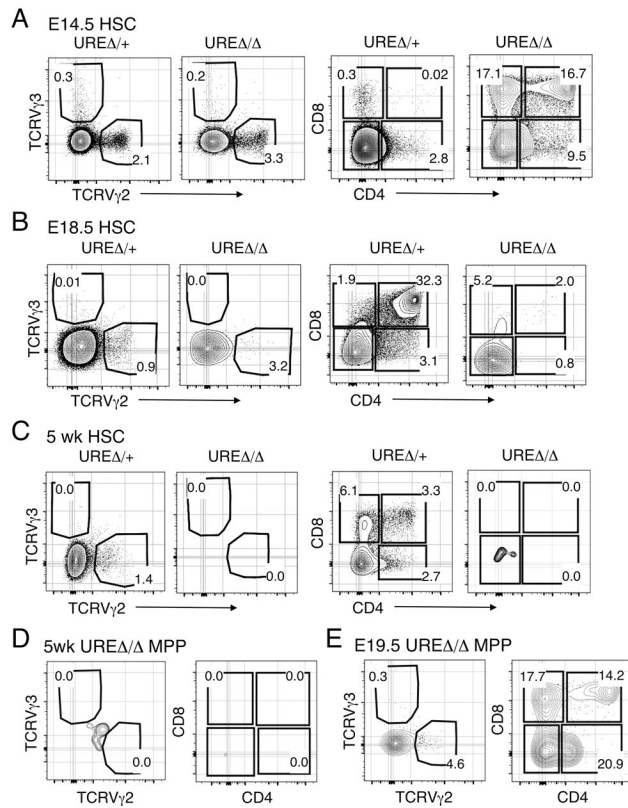 A E14.5 HSC
UREΔ/+ UREΔ/Δ UREΔ/+ UREΔ/Δ
TCRVγ3 0.3 2.1 0.2 3.3 CD8 0.3 0.02 2.8 17.1 16.7 9.5
TCRVγ2 CD4
B E18.5 HSC
UREΔ/+ UREΔ/Δ UREΔ/+ UREΔ/Δ
TCRVγ3 0.01 0.9 0.0 3.2 CD8 1.9 32.3 3.1 5.2 2.0 0.8
TCRVγ2 CD4
C 5 wk HSC
UREΔ/+ UREΔ/Δ UREΔ/+ UREΔ/Δ
TCRVγ3 0.0 1.4 0.0 0.0 CD8 6.1 3.3 2.7 0.0 0.0 0.0
TCRVγ2 CD4
D 5wk UREΔ/Δ MPP E E19.5 UREΔ/Δ MPP
TCRVγ3 0.0 0.0 CD8 0.0 0.0 0.0 TCRVγ3 0.3 4.6 CD8 17.7 14.2 20.9
TCRVγ2 CD4 TCRVγ2 CD4